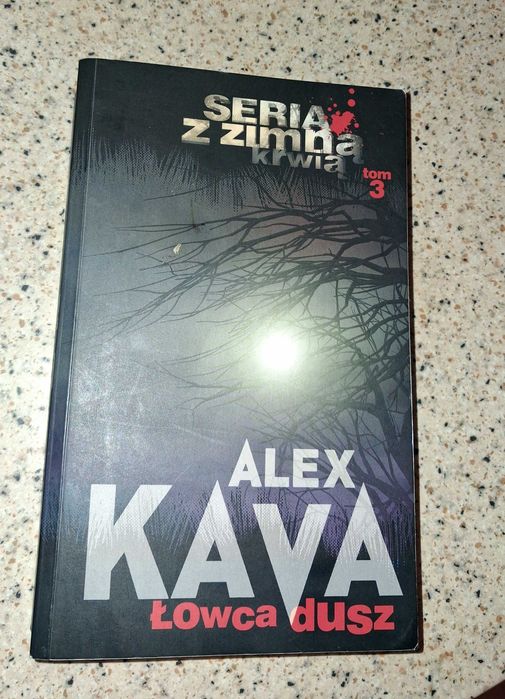 SERIA
z zimną
krwią
tom
3
ALEX
KAVA
Łowca dusz